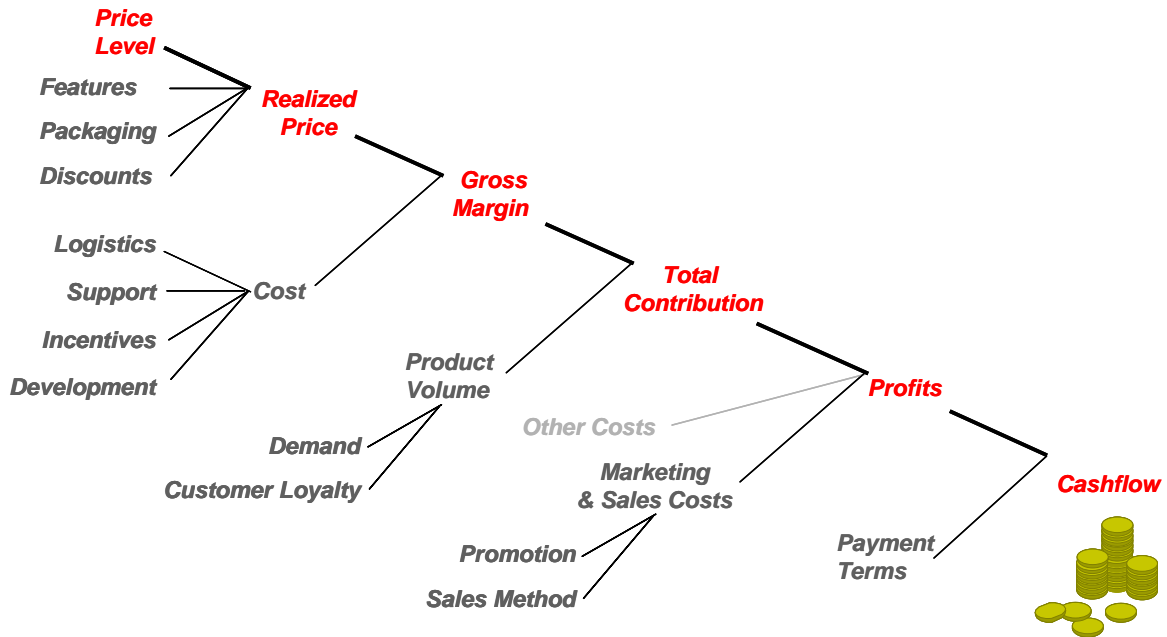 Price
Level
Features
Realized
Price
Packaging
Discounts
Gross
Margin
Logistics
Support
Cost
Total
Contribution
Incentives
Development
Product
Volume
Profits
Other Costs
Demand
Customer Loyalty
Marketing
& Sales Costs
Cashflow
Promotion
Sales Method
Payment
Terms